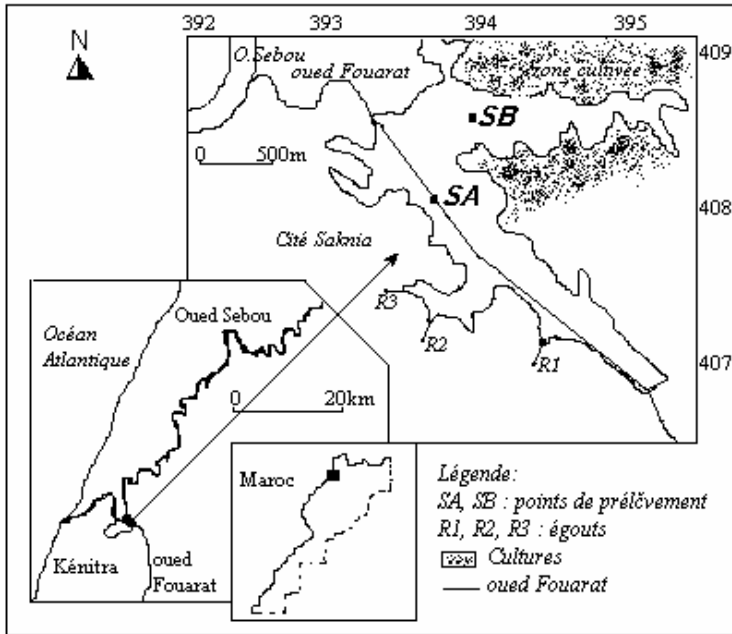 392 393 394 395
N
409
O.Sebou
oued Fouarat
zone cultivée
SB
0 500m
SA
408
Cité Saknia
R3
Oued Sebou
Océan
Atlantique
R2
R1
407
0 20km
Maroc
Légende:
SA, SB : points de prélčvement
R1, R2, R3 : égouts
Cultures
oued Fouarat
Kénitra
oued
Fouarat